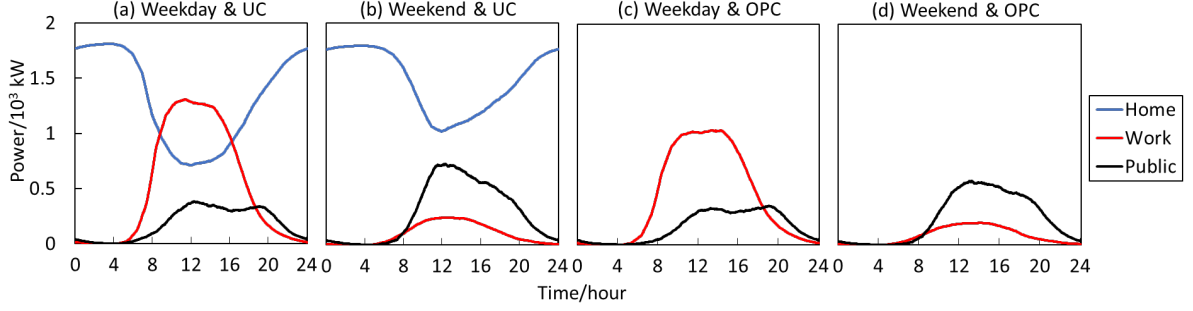 (a) Weekday & UC (b) Weekend & UC (c) Weekday & OPC (d) Weekend & OPC
2
1.5
1
0.5
0
Power/10³ kW
0 4 8 12 16 20 24 0 4 8 12 16 20 24 0 4 8 12 16 20 24 0 4 8 12 16 20 24
Time/hour
Home
Work
Public